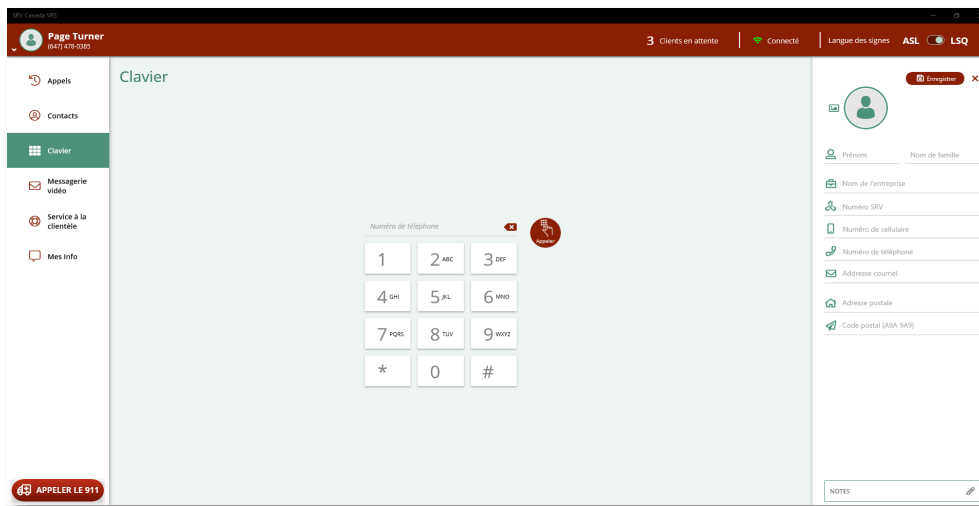 SRV Canada VRS
Page Turner
(647) 478-0385
3 Clients en attente
Connecté
Langue des signes ASL LSQ
Appels
Contacts
Clavier
Messagerie
vidéo
Service à la
clientèle
Mes Info
APPELER LE 911
Clavier
Numéro de téléphone
Appeler
1 2 ABC 3 DEF
4 GHI 5 JKL 6 MNO
7 PQRS 8 TUV 9 WXYZ
* 0 #
Enregistrer
Prénom Nom de famille
Nom de l'entreprise
Numéro SRV
Numéro de cellulaire
Numéro de téléphone
Addresse courriel
Adresse postale
Code postal (A9A 9A9)
NOTES